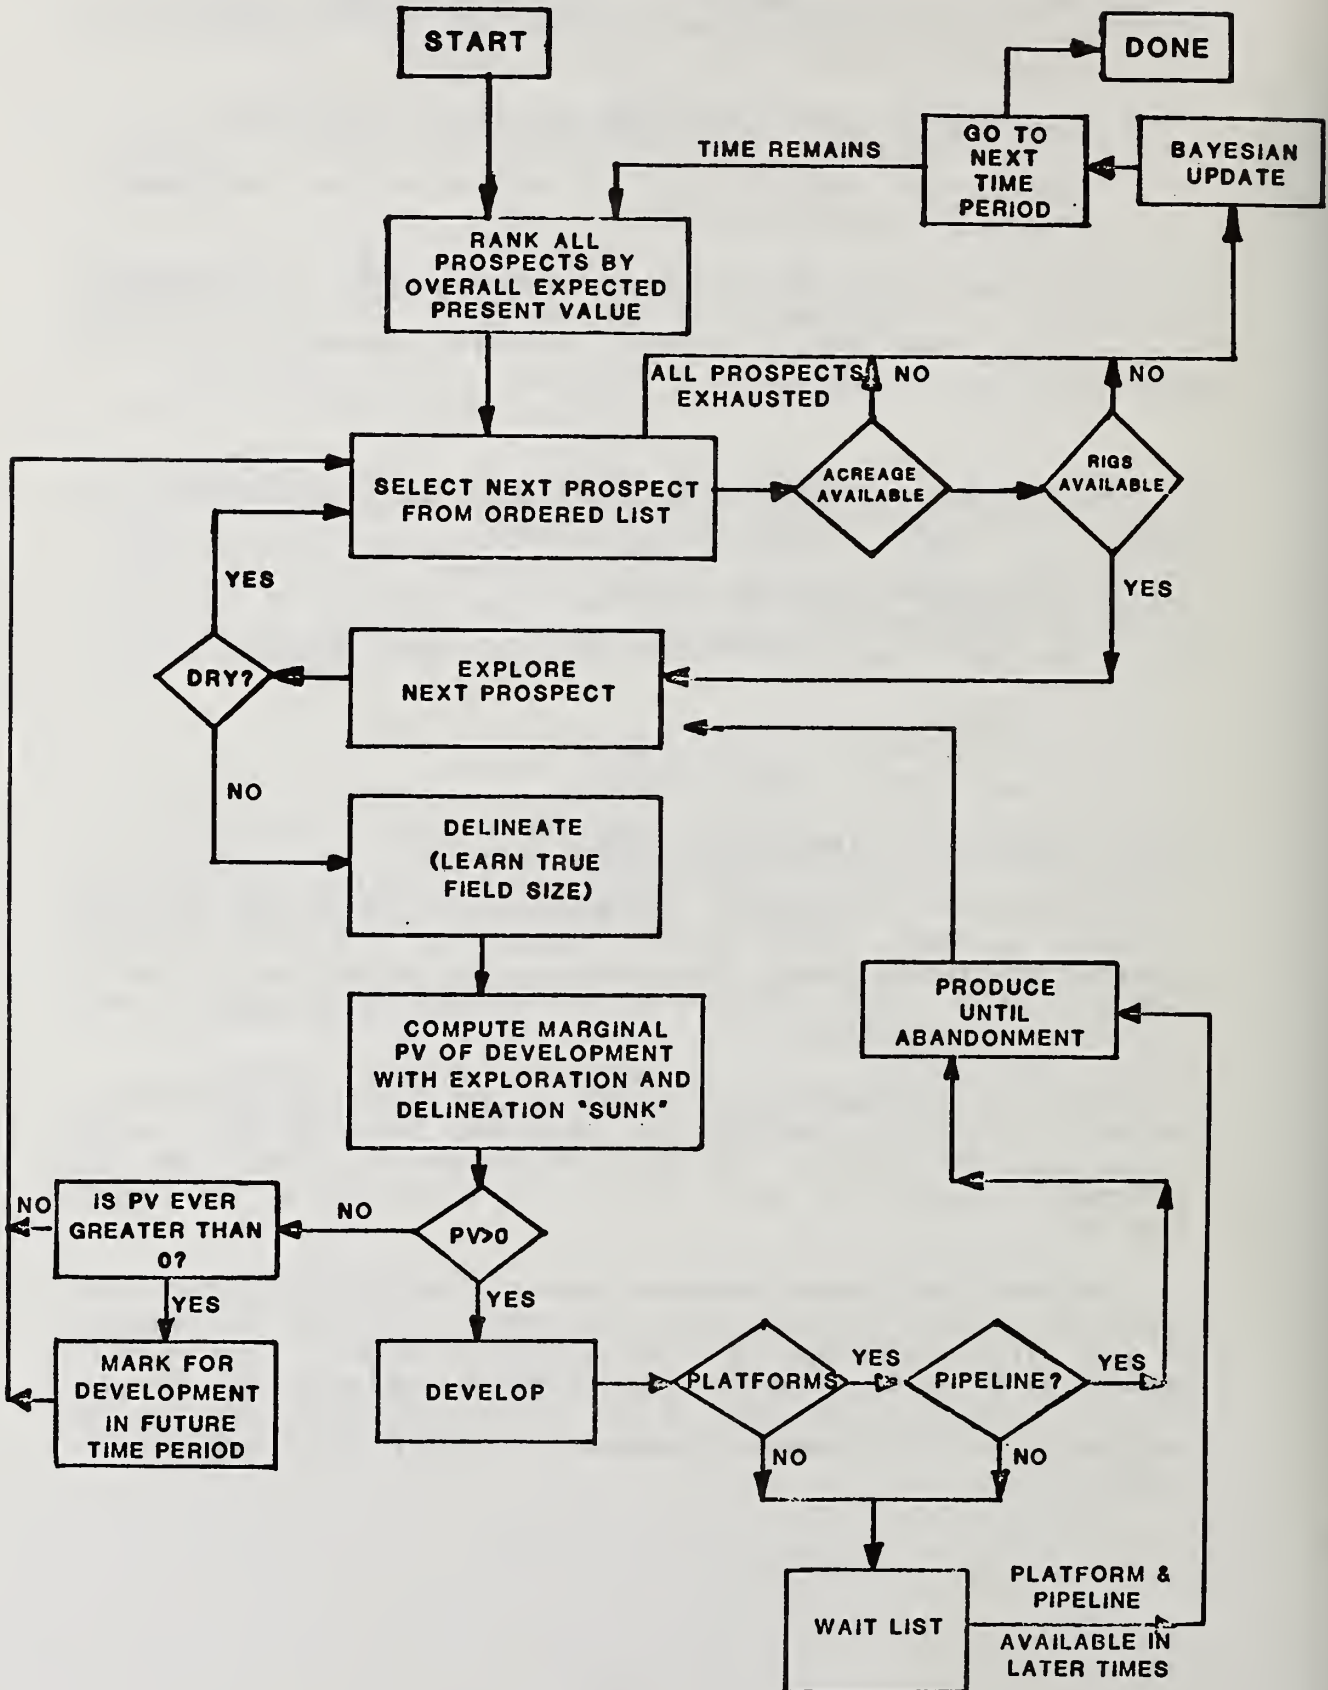 START
DONE
GO TO
NEXT
TIME
PERIOD
BAYESIAN
UPDATE
TIME REMAINS
RANK ALL
PROSPECTS BY
OVERALL EXPECTED
PRESENT VALUE
ALL PROSPECTS
EXHAUSTED
NO
NO
SELECT NEXT PROSPECT
FROM ORDERED LIST
ACREAGE
AVAILABLE
RIGS
AVAILABLE
YES
YES
DRY?
EXPLORE
NEXT PROSPECT
NO
DELINEATE
(LEARN TRUE
FIELD SIZE)
PRODUCE
UNTIL
ABANDONMENT
COMPUTE MARGINAL
PV OF DEVELOPMENT
WITH EXPLORATION AND
DELINEATION "SUNK"
NO
IS PV EVER
GREATER THAN
0?
NO
PV>0
YES
YES
MARK FOR
DEVELOPMENT
IN FUTURE
TIME PERIOD
DEVELOP
PLATFORMS
YES
PIPELINE?
YES
NO
NO
WAIT LIST
PLATFORM &
PIPELINE
AVAILABLE IN
LATER TIMES